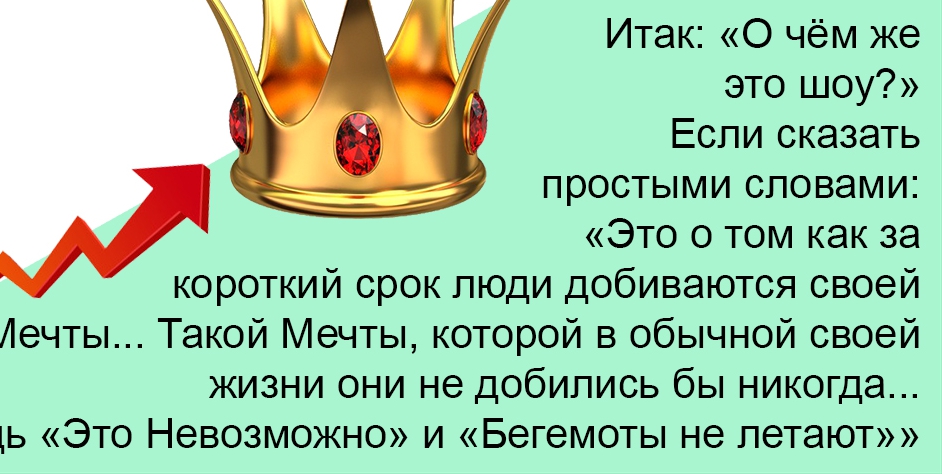 Итак: «О чём же
это шоу?»
Если сказать
простыми словами:
«Это о том как за
короткий срок люди добиваются своей
Мечты... Такой Мечты, которой в обычной своей
жизни они не добились бы никогда...
«Это Невозможно» и «Бегемоты не летают»»